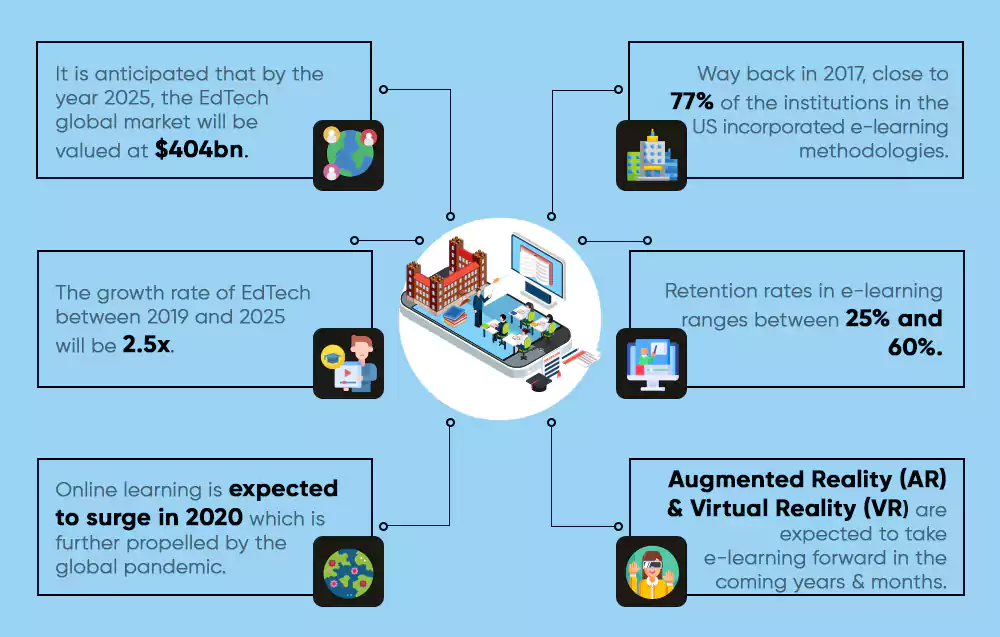 It is anticipated that by the
year 2025, the EdTech
global market will be
valued at $404bn.
Way back in 2017, close to
77% of the institutions in the
US incorporated e-learning
methodologies.
The growth rate of EdTech
between 2019 and 2025
will be 2.5x.
Retention rates in e-learning
ranges between 25% and
60%.
Online learning is expected
to surge in 2020 which is
further propelled by the
global pandemic.
Augmented Reality (AR)
& Virtual Reality (VR) are
expected to take
e-learning forward in the
coming years & months.